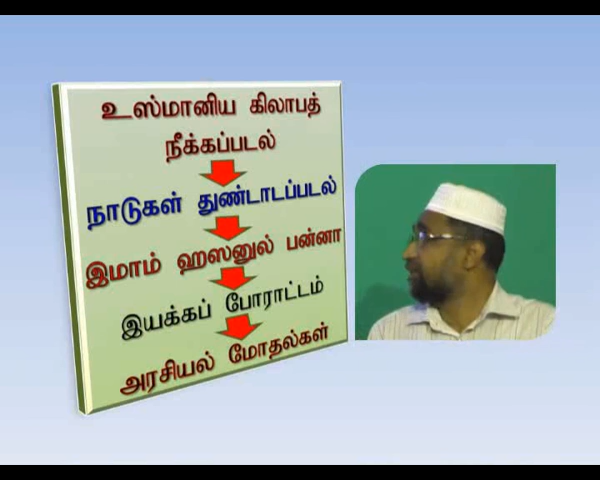 உஸ்மானிய கிலாபத்
நீக்கப்படல்
நாடுகள் துண்டாடப்படல்
இமாம் ஹஸனுல் பன்னா
இயக்கப் போராட்டம்
அரசியல் மோதல்கள்